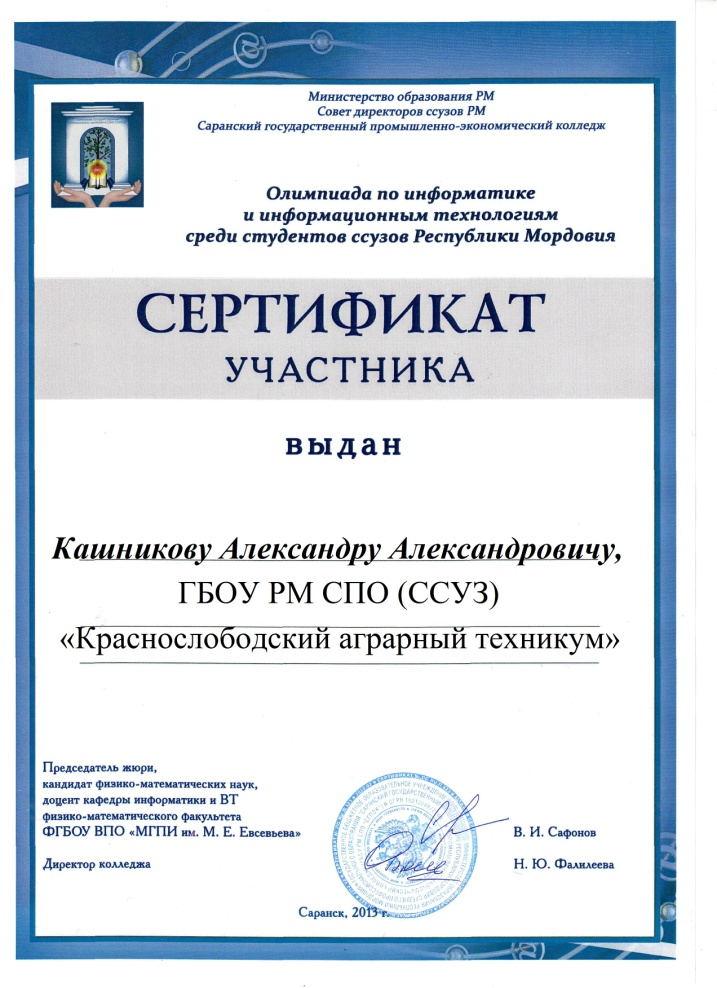 Министерство образования РМ
Совет директоров ссузов РМ
Саранский государственный промышленно-экономический колледж
Олимпиада по информатике
и информационным технологиям
среди студентов ссузов Республики Мордовия
СЕРТИФИКАТ
УЧАСТНИКА
выдан
Кашникову Александру Александровичу,
ГБОУ РМ СПО (ССУЗ)
«Краснослободский аграрный техникум»
Председатель жюри,
кандидат физико-математических наук,
доцент кафедры информатики и ВТ
физико-математического факультета
ФГБОУ ВПО «МГПИ им. М. Е. Евсевьева»
В. И. Сафонов
Директор колледжа
Н. Ю. Фалилеева
Саранск, 2013 г.